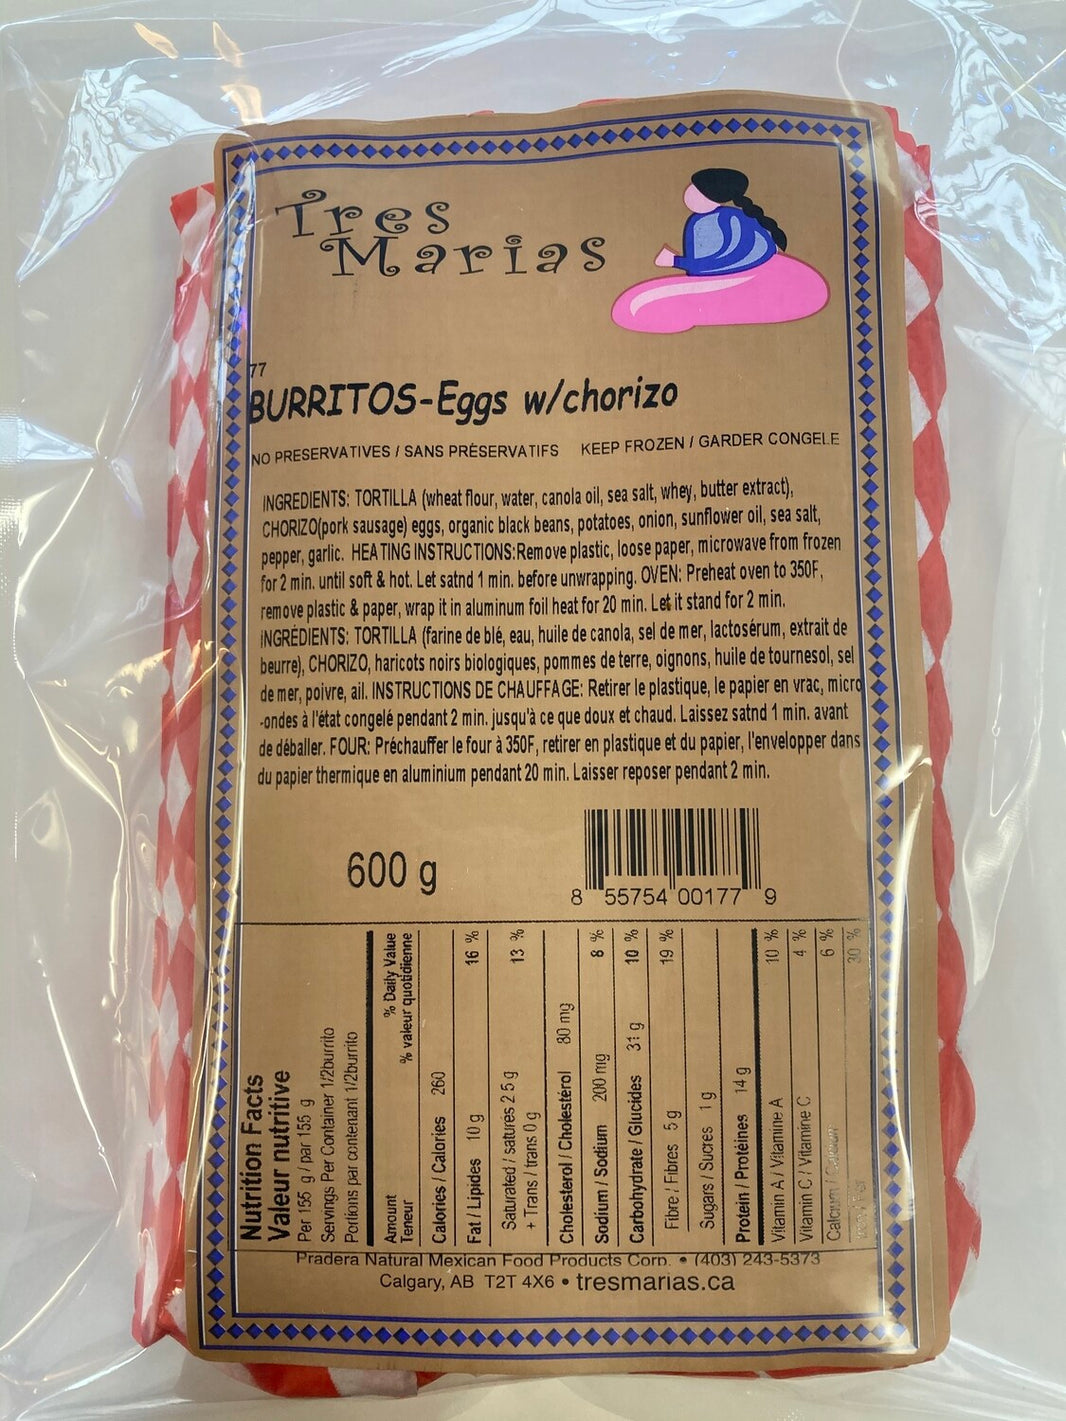 Tres
Marias
77
BURRITOS-Eggs w/chorizo
NO PRESERVATIVES / SANS PRÉSERVATIFS KEEP FROZEN / GARDER CONGELE
INGREDIENTS: TORTILLA (wheat flour, water, canola oil, sea salt, whey, butter extract),
CHORIZO(pork sausage) eggs, organic black beans, potatoes, onion, sunflower oil, sea salt,
pepper, garlic. HEATING INSTRUCTIONS:Remove plastic, loose paper, microwave from frozen
for 2 min. until soft & hot. Let satnd 1 min. before unwrapping. OVEN: Preheat oven to 350F,
remove plastic & paper, wrap it in aluminum foil heat for 20 min. Let it stand for 2 min.
INGRÉDIENTS: TORTILLA (farine de blé, eau, huile de canola, sel de mer, lactosérum, extrait de
beurre), CHORIZO, haricots noirs biologiques, pommes de terre, oignons, huile de tournesol, sel
de mer, poivre, ail. INSTRUCTIONS DE CHAUFFAGE: Retirer le plastique, le papier en vrac, micro
-ondes à l'état congelé pendant 2 min. jusqu'à ce que doux et chaud. Laissez satnd 1 min. avant
de déballer. FOUR: Préchauffer le four à 350F, retirer en plastique et du papier, l'envelopper dans
du papier thermique en aluminium pendant 20 min. Laisser reposer pendant 2 min.
600 g
8 55754 00177 9
Nutrition Facts
Valeur nutritive
Per 155 g / par 155 g
Servings Per Container 1/2burrito
Portions par contenant 1/2burrito
Amount % Daily Value
Teneur % valeur quotidienne
Calories / Calories 260
Fat / Lipides 10 g 16 %
Saturated / saturés 2 5 g 13 %
+ Trans / trans 0 g
Cholesterol / Cholestérol 80 mg
Sodium / Sodium 200 mg 8 %
Carbohydrate / Glucides 31 g 10 %
Fibre / Fibres 5 g 19 %
Sugars / Sucres 1 g
Protein / Protéines 14 g
Vitamin A / Vitamine A 10 %
Vitamin C / Vitamine C 4 %
Calcium / Calcium 6 %
30 %
Pradera Natural Mexican Food Products Corp. • (403) 243-5373
Calgary, AB T2T 4X6 • tresmarias.ca